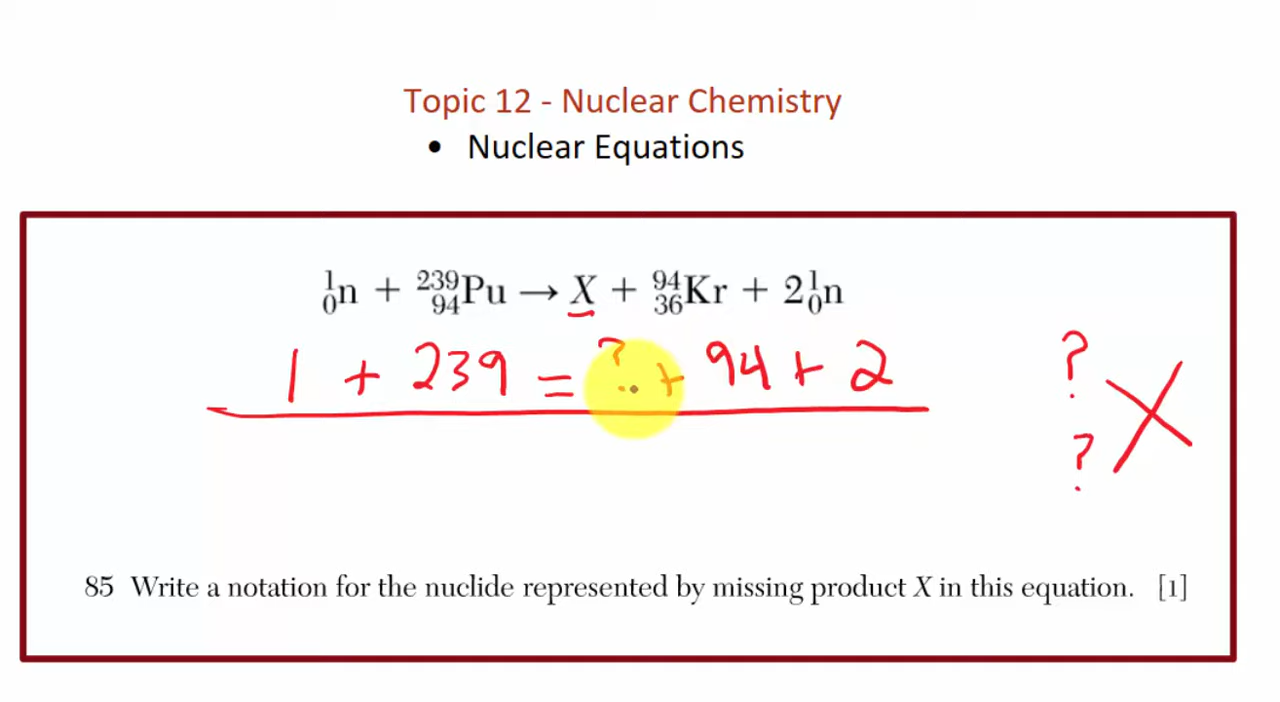 Topic 12 - Nuclear Chemistry
• Nuclear Equations
¹₀n + ²³⁹₉₄Pu → X + ⁹⁴₃₆Kr + 2¹₀n
1 + 239 = ? + 94 + 2
?
? X
85 Write a notation for the nuclide represented by missing product X in this equation. [1]